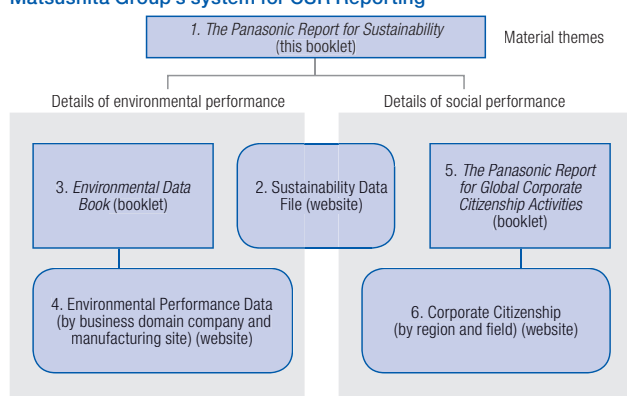 Matsushita Group's system for CSR Reporting
1. The Panasonic Report for Sustainability
(this booklet)
Material themes
Details of environmental performance
Details of social performance
3. Environmental Data
Book (booklet)
2. Sustainability Data
File (website)
5. The Panasonic Report
for Global Corporate
Citizenship Activities
(booklet)
4. Environmental Performance Data
(by business domain company and
manufacturing site) (website)
6. Corporate Citizenship
(by region and field) (website)